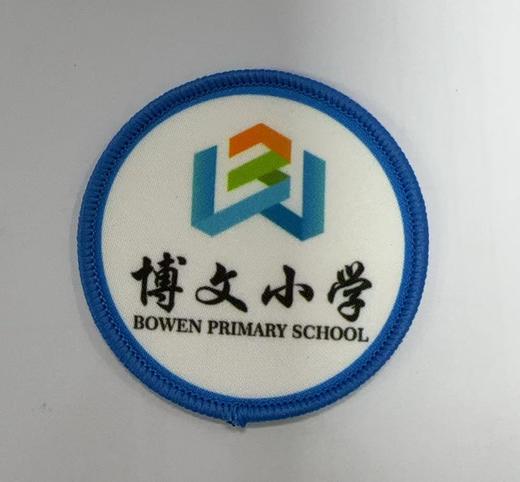 博文小学
BOWEN PRIMARY SCHOOL